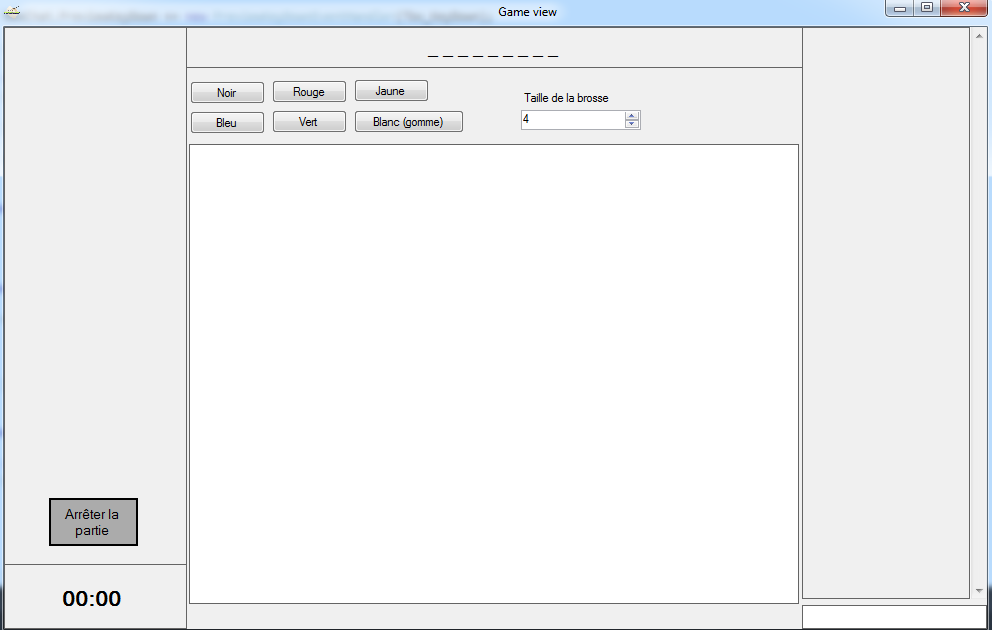 Game view
_ _ _ _ _ _ _ _ _
Noir
Rouge
Jaune
Bleu
Vert
Blanc (gomme)
Taille de la brosse
4
Arrêter la
partie
00:00